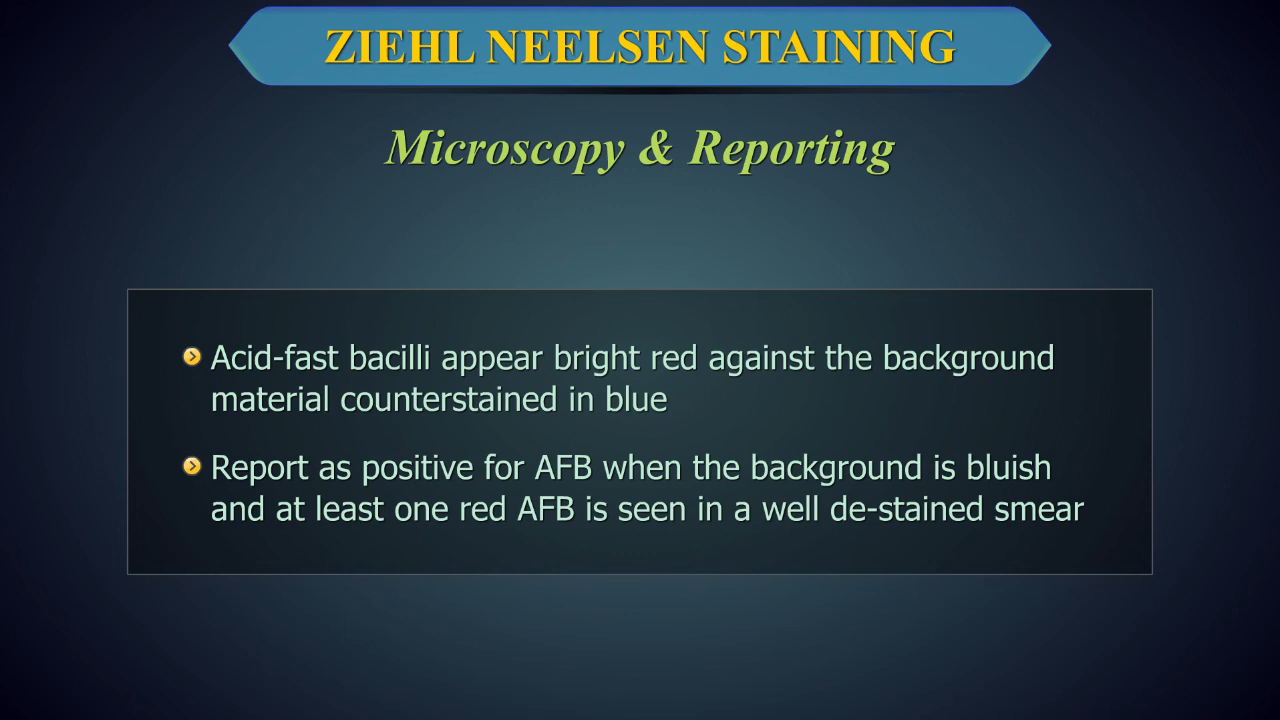 ZIEHL NEELSEN STAINING
Microscopy & Reporting
Acid-fast bacilli appear bright red against the background
material counterstained in blue
Report as positive for AFB when the background is bluish
and at least one red AFB is seen in a well de-stained smear